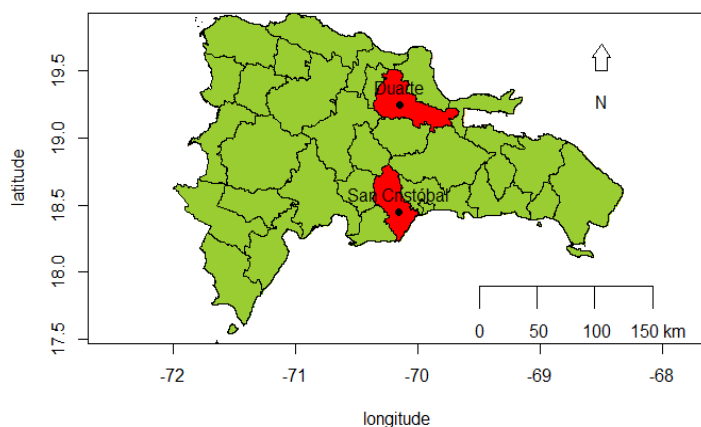 19.5
19.0
18.5
18.0
17.5
latitude
Duarte
San Cristóbal
N
0 50 100 150 km
-72 -71 -70 -69 -68
longitude